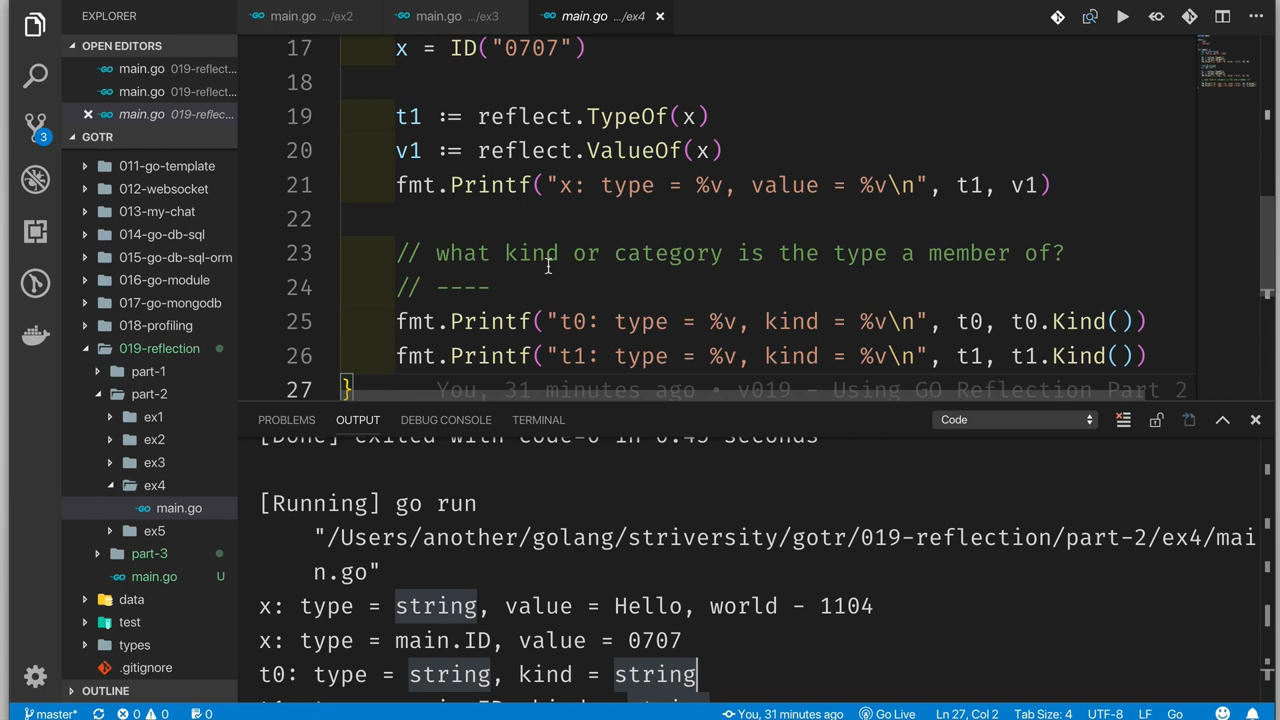 EXPLORER
main.go .../ex2
main.go .../ex3
main.go .../ex4
OPEN EDITORS
main.go 019-reflect...
main.go 019-reflect...
main.go 019-reflec...
GOTR
011-go-template
012-websocket
013-my-chat
014-go-db-sql
015-go-db-sql-orm
016-go-module
017-go-mongodb
018-profiling
019-reflection
part-1
part-2
ex1
ex2
ex3
ex4
main.go
ex5
part-3
main.go U
data
test
types
.gitignore
OUTLINE
3
17 x = ID("0707")
18
19 t1 := reflect.TypeOf(x)
20 v1 := reflect.ValueOf(x)
21 fmt.Printf("x: type = %v, value = %v\n", t1, v1)
22
23 // what kind or category is the type a member of?
24 // ----
25 fmt.Printf("t0: type = %v, kind = %v\n", t0, t0.Kind())
26 fmt.Printf("t1: type = %v, kind = %v\n", t1, t1.Kind())
27 } You, 31 minutes ago • v019 - Using GO Reflection Part 2
PROBLEMS OUTPUT DEBUG CONSOLE TERMINAL Code
[Done] exited with code=0 in 0.45 seconds
[Running] go run
"/Users/another/golang/striversity/gotr/019-reflection/part-2/ex4/mai
n.go"
x: type = string, value = Hello, world - 1104
x: type = main.ID, value = 0707
t0: type = string, kind = string
master* 0 0 0 You, 31 minutes ago Go Live Ln 27, Col 2 Tab Size: 4 UTF-8 LF Go